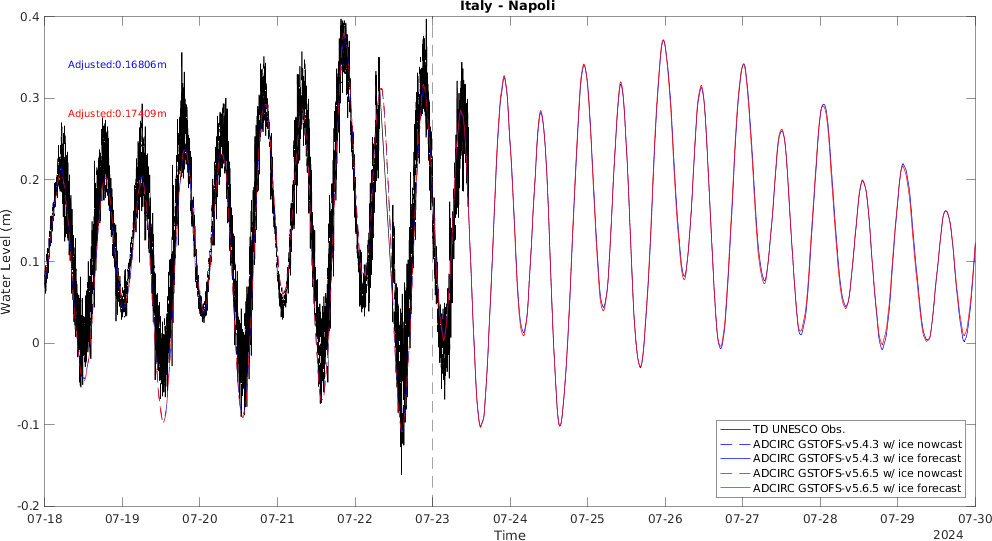 Italy - Napoli
0.4
Adjusted:0.16806m
0.3
Adjusted:0.17409m
0.2
0.1
0
-0.1
-0.2
Water Level (m)
TD UNESCO Obs.
ADCIRC GSTOFS-v5.4.3 w/ ice nowcast
ADCIRC GSTOFS-v5.4.3 w/ ice forecast
ADCIRC GSTOFS-v5.6.5 w/ ice nowcast
ADCIRC GSTOFS-v5.6.5 w/ ice forecast
07-18 07-19 07-20 07-21 07-22 07-23 07-24 07-25 07-26 07-27 07-28 07-29 07-30
Time
2024